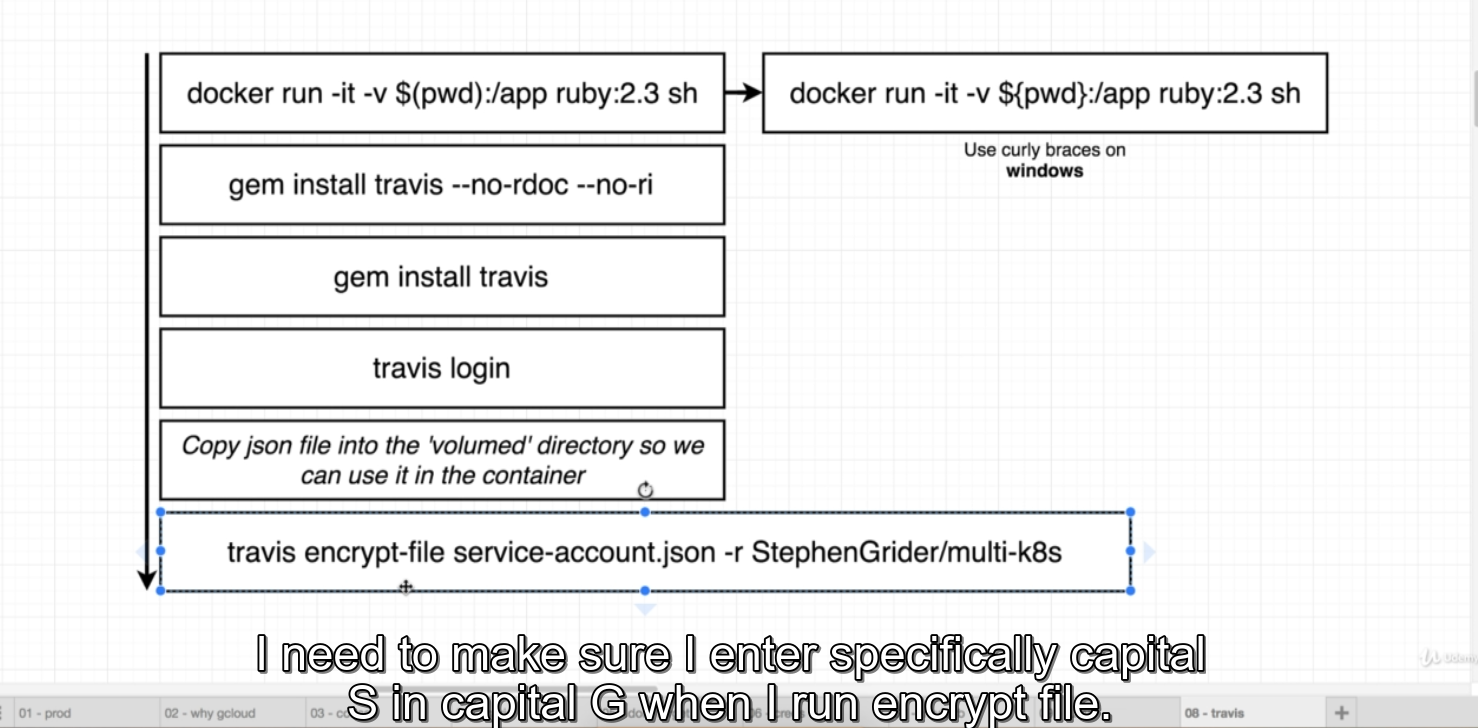 docker run -it -v $(pwd):/app ruby:2.3 sh
docker run -it -v ${pwd}:/app ruby:2.3 sh
Use curly braces on
windows
gem install travis --no-rdoc --no-ri
gem install travis
travis login
Copy json file into the 'volumed' directory so we
can use it in the container
travis encrypt-file service-account.json -r StephenGrider/multi-k8s
I need to make sure I enter specifically capital
S in capital G when I run encrypt file.
Udemy
01 - prod
02 - why gcloud
03 -
08 - travis